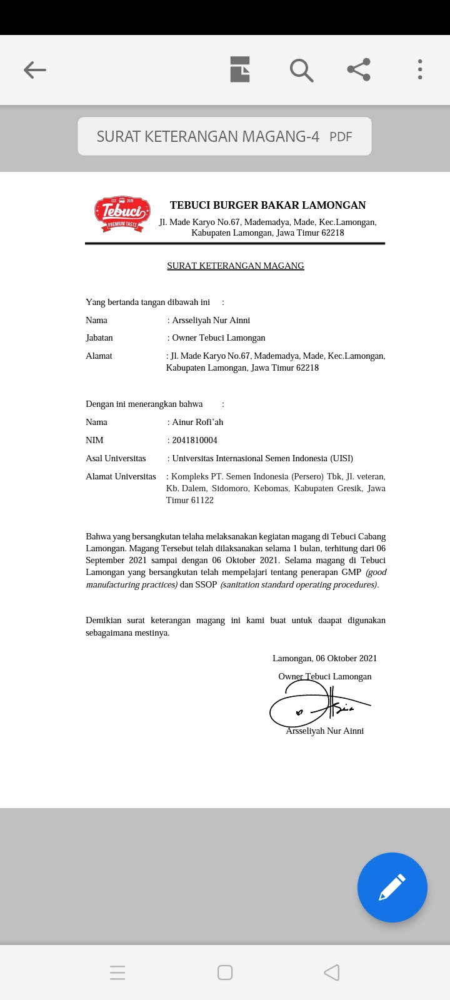 SURAT KETERANGAN MAGANG-4 PDF
EST 2019
Tebuci
PREMIUM TASTE
TEBUCI BURGER BAKAR LAMONGAN
Jl. Made Karyo No.67, Mademadya, Made, Kec.Lamongan,
Kabupaten Lamongan, Jawa Timur 62218
SURAT KETERANGAN MAGANG
Yang bertanda tangan dibawah ini :
Nama : Arsseliyah Nur Ainni
Jabatan : Owner Tebuci Lamongan
Alamat : Jl. Made Karyo No.67, Mademadya, Made, Kec.Lamongan,
Kabupaten Lamongan, Jawa Timur 62218
Dengan ini menerangkan bahwa :
Nama : Ainur Rofi’ah
NIM : 2041810004
Asal Universitas : Universitas Internasional Semen Indonesia (UISI)
Alamat Universitas : Kompleks PT. Semen Indonesia (Persero) Tbk, Jl. veteran,
Kb. Dalem, Sidomoro, Kebomas, Kabupaten Gresik, Jawa
Timur 61122
Bahwa yang bersangkutan telaha melaksanakan kegiatan magang di Tebuci Cabang
Lamongan. Magang Tersebut telah dilaksanakan selama 1 bulan, terhitung dari 06
September 2021 sampai dengan 06 Oktober 2021. Selama magang di Tebuci
Lamongan yang bersangkutan telah mempelajari tentang penerapan GMP (good
manufacturing practices) dan SSOP (sanitation standard operating procedures).
Demikian surat keterangan magang ini kami buat untuk daapat digunakan
sebagaimana mestinya.
Lamongan, 06 Oktober 2021
Owner Tebuci Lamongan
Arsseliyah Nur Ainni